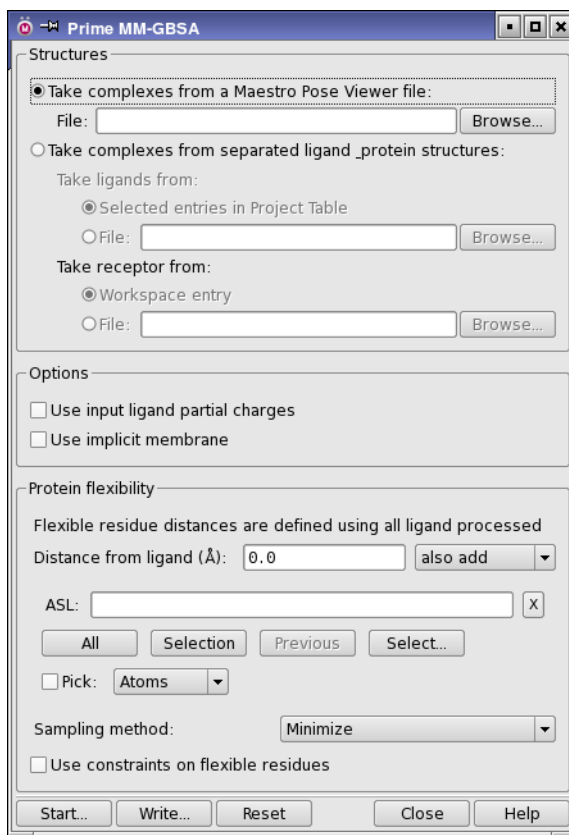 Prime MM-GBSA
Structures
Take complexes from a Maestro Pose Viewer file:
File: Browse...
Take complexes from separated ligand _protein structures:
Take ligands from:
Selected entries in Project Table
File: Browse...
Take receptor from:
Workspace entry
File: Browse...
Options
Use input ligand partial charges
Use implicit membrane
Protein flexibility
Flexible residue distances are defined using all ligand processed
Distance from ligand (Å): 0.0 also add
ASL: X
All Selection Previous Select...
Pick: Atoms
Sampling method: Minimize
Use constraints on flexible residues
Start... Write... Reset Close Help